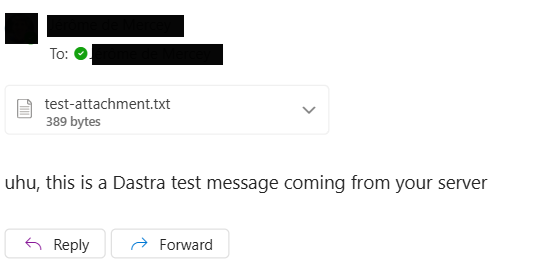 To:
test-attachment.txt
389 bytes
uhu, this is a Dastra test message coming from your server
Reply
Forward